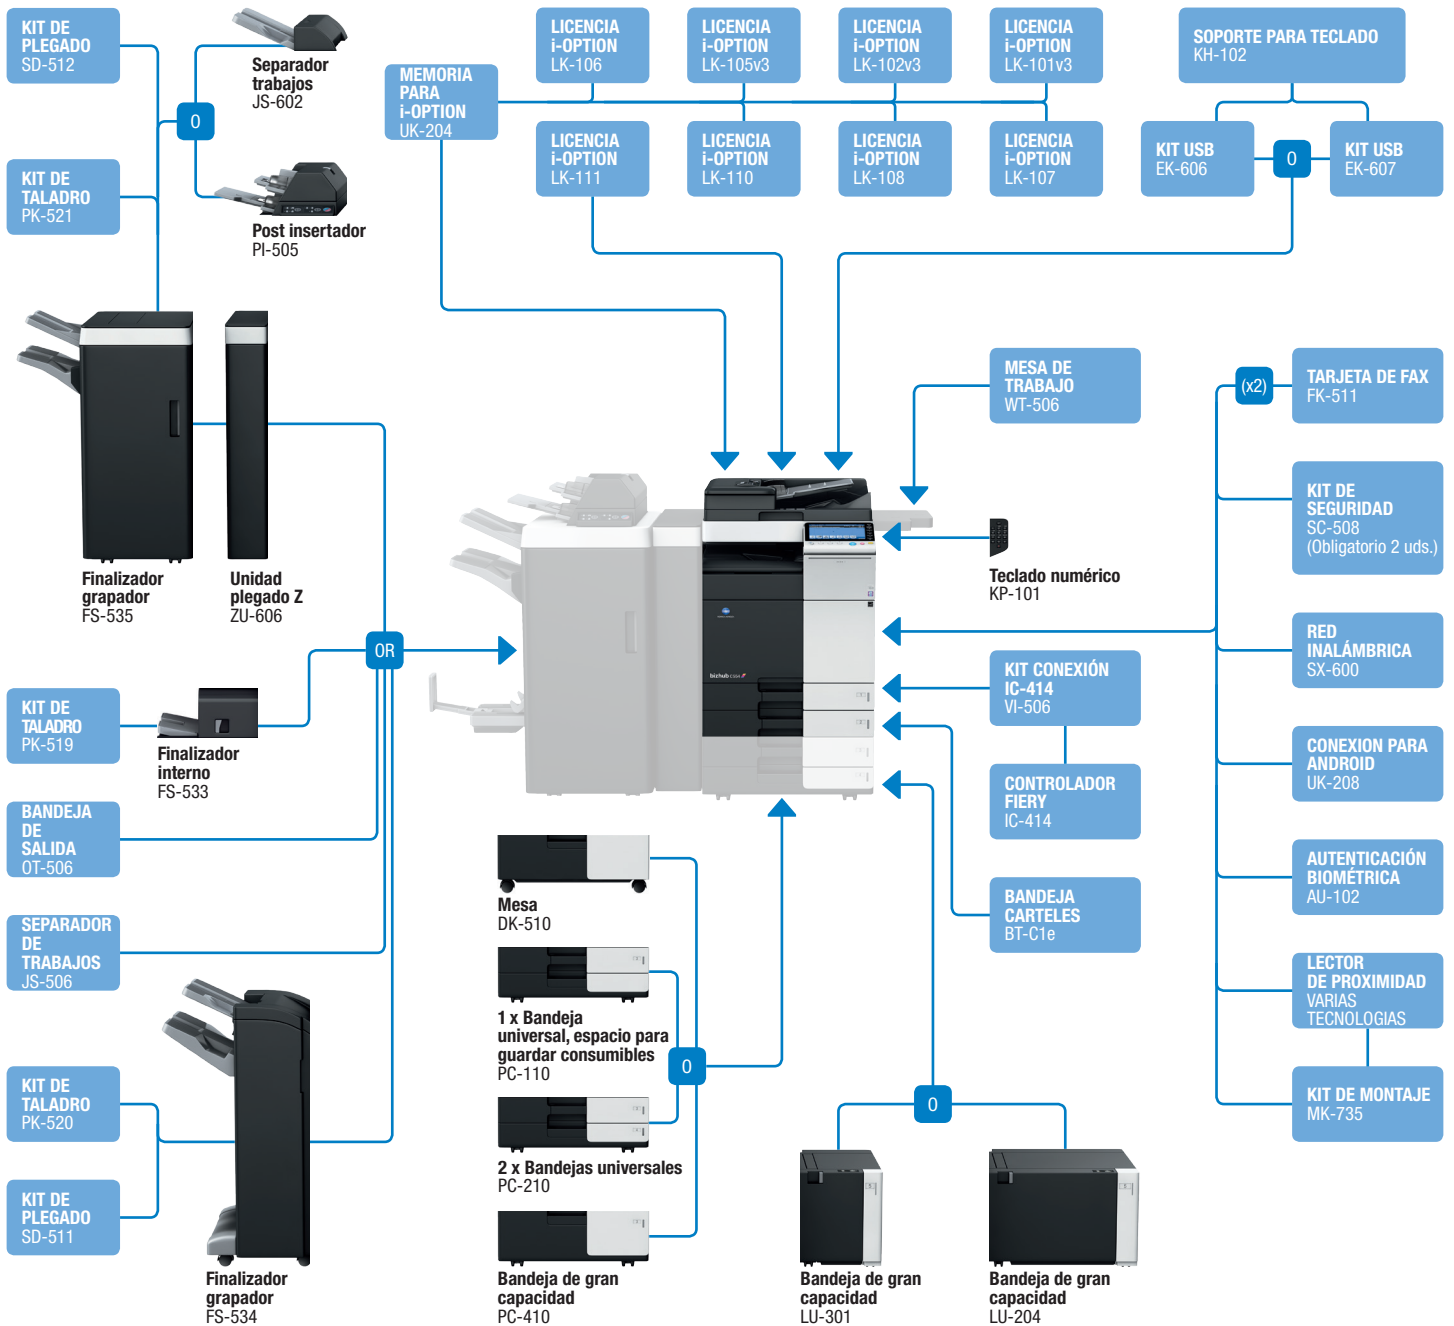 KIT DE
PLEGADO
SD-512
Separador
trabajos
JS-602
O
KIT DE
TALADRO
PK-521
Post insertador
PI-505
MEMORIA
PARA
i-OPTION
UK-204
LICENCIA
i-OPTION
LK-106
LICENCIA
i-OPTION
LK-105v3
LICENCIA
i-OPTION
LK-102v3
LICENCIA
i-OPTION
LK-101v3
LICENCIA
i-OPTION
LK-111
LICENCIA
i-OPTION
LK-110
LICENCIA
i-OPTION
LK-108
LICENCIA
i-OPTION
LK-107
SOPORTE PARA TECLADO
KH-102
KIT USB
EK-606
O
KIT USB
EK-607
Finalizador
grapador
FS-535
Unidad
plegado Z
ZU-606
OR
MESA DE
TRABAJO
WT-506
Teclado numérico
KP-101
bizhub
KIT CONEXIÓN
IC-414
VI-506
CONTROLADOR
FIERY
IC-414
BANDEJA
CARTELES
BT-C1e
(x2)
TARJETA DE FAX
FK-511
KIT DE
SEGURIDAD
SC-508
(Obligatorio 2 uds.)
RED
INALÁMBRICA
SX-600
CONEXION PARA
ANDROID
UK-208
AUTENTICACIÓN
BIOMÉTRICA
AU-102
LECTOR
DE PROXIMIDAD
VARIAS
TECNOLOGIAS
KIT DE MONTAJE
MK-735
KIT DE
TALADRO
PK-519
Finalizador
interno
FS-533
BANDEJA
DE
SALIDA
OT-506
SEPARADOR
DE
TRABAJOS
JS-506
KIT DE
TALADRO
PK-520
KIT DE
PLEGADO
SD-511
Finalizador
grapador
FS-534
Mesa
DK-510
1 x Bandeja
universal, espacio para
guardar consumibles
PC-110
O
2 x Bandejas universales
PC-210
Bandeja de gran
capacidad
PC-410
O
Bandeja de gran
capacidad
LU-301
Bandeja de gran
capacidad
LU-204